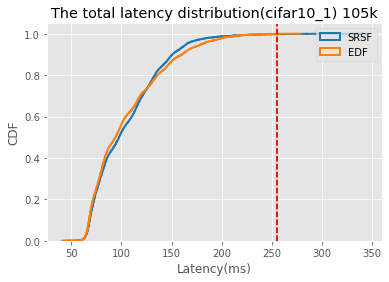 The total latency distribution(cifar10_1) 105k
1.0
0.8
0.6
0.4
0.2
0.0
CDF
SRSF
EDF
50 100 150 200 250 300 350
Latency(ms)